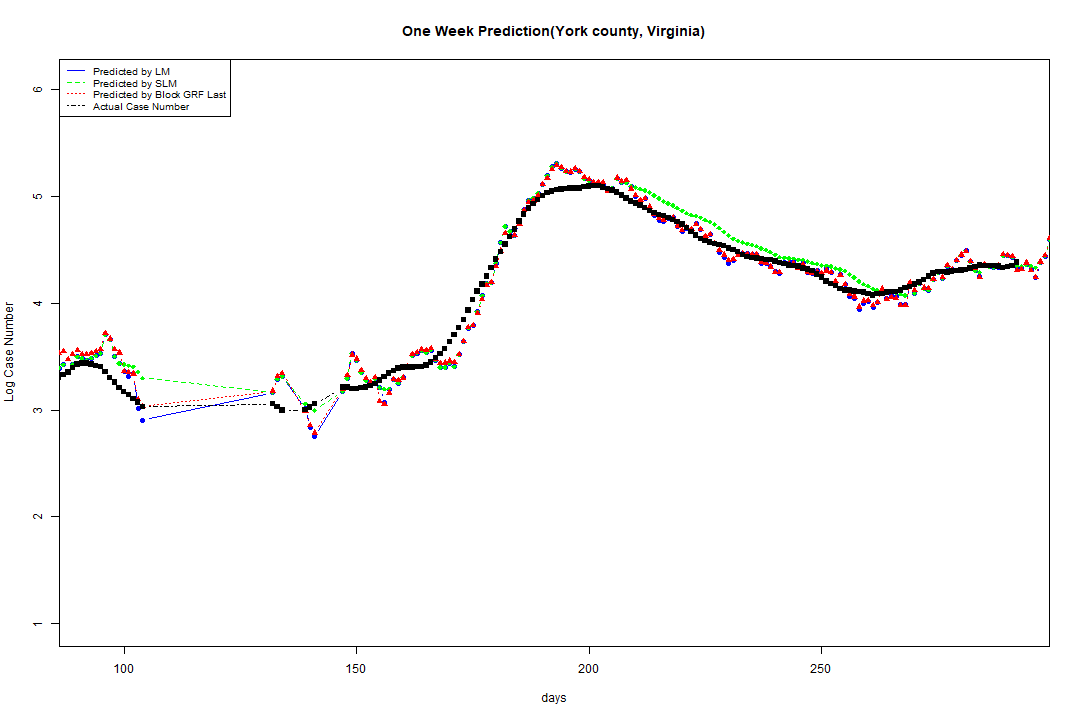 One Week Prediction(York county, Virginia)
Predicted by LM
Predicted by SLM
Predicted by Block GRF Last
Actual Case Number
6
5
4
3
2
1
Log Case Number
100 150 200 250
days